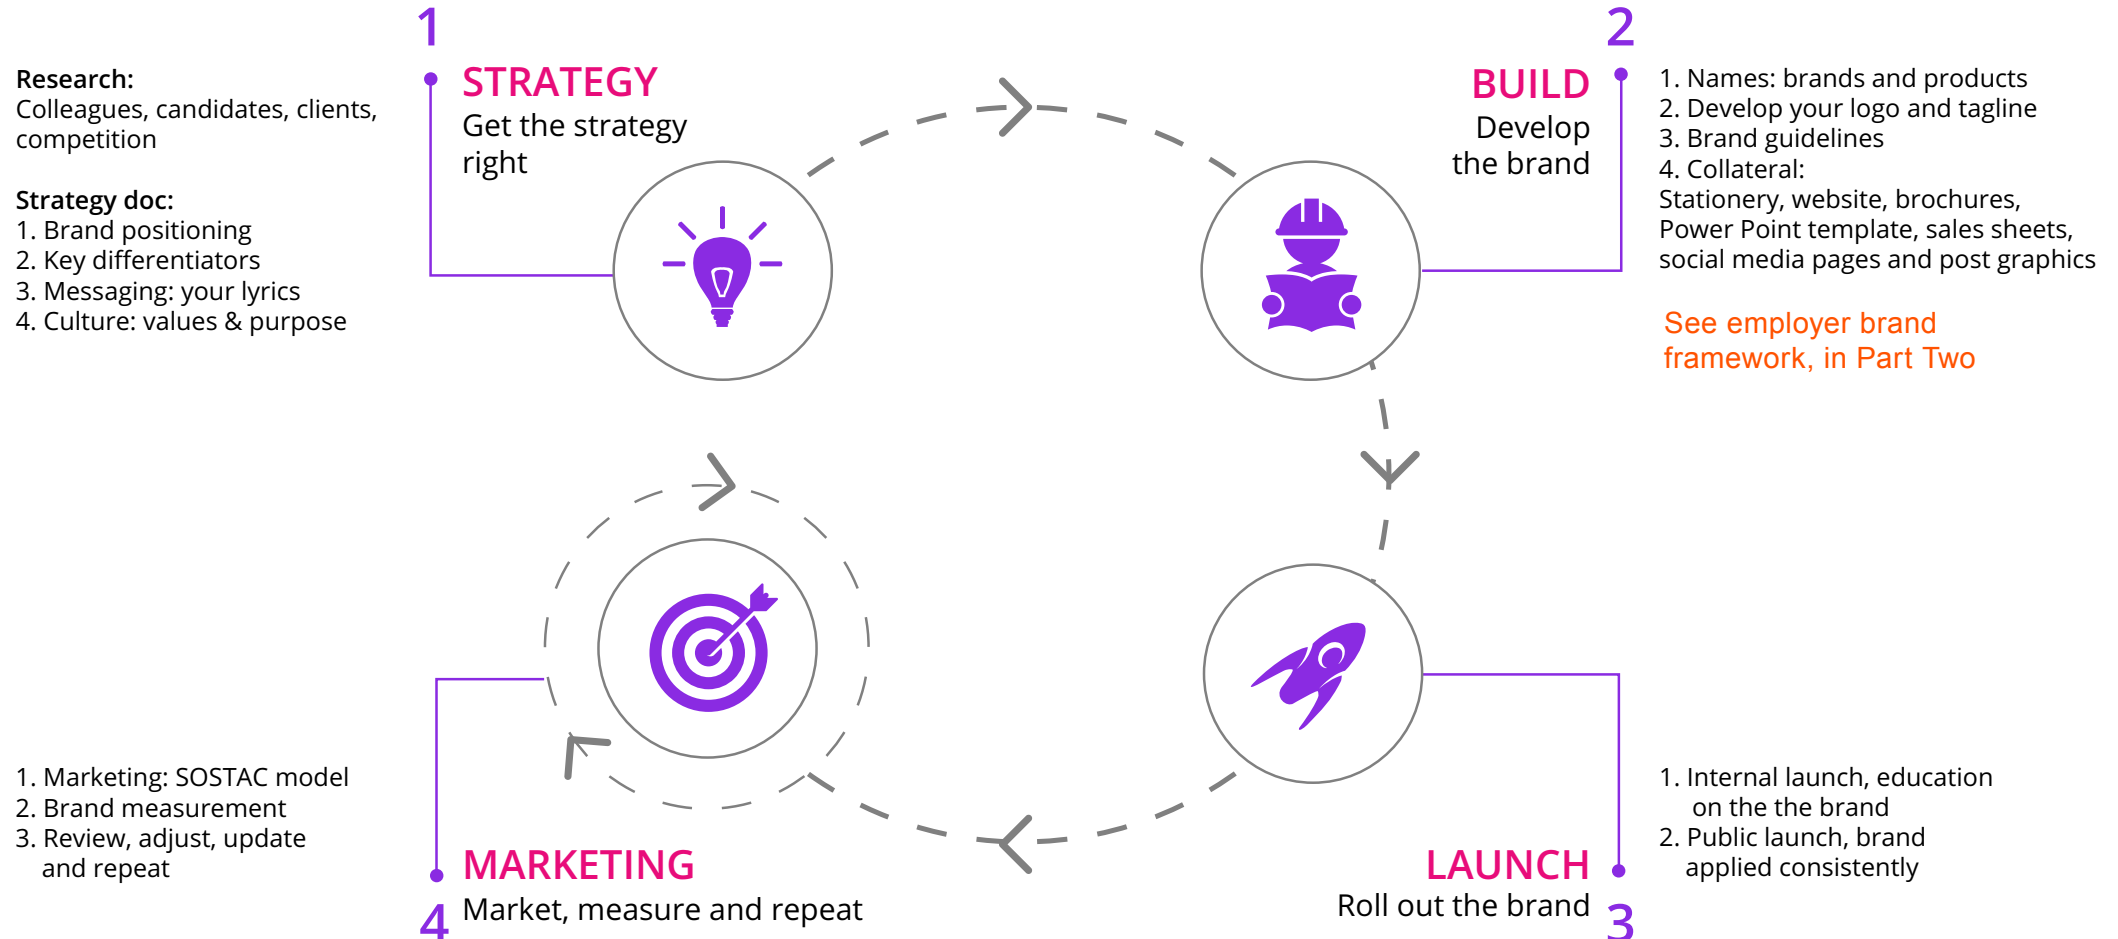 1
STRATEGY
Get the strategy
right
Research:
Colleagues, candidates, clients,
competition
Strategy doc:
1. Brand positioning
2. Key differentiators
3. Messaging: your lyrics
4. Culture: values & purpose
2
BUILD
Develop
the brand
1. Names: brands and products
2. Develop your logo and tagline
3. Brand guidelines
4. Collateral:
Stationery, website, brochures,
Power Point template, sales sheets,
social media pages and post graphics
See employer brand
framework, in Part Two
1. Internal launch, education
on the the brand
2. Public launch, brand
applied consistently
LAUNCH
Roll out the brand
3
1. Marketing: SOSTAC model
2. Brand measurement
3. Review, adjust, update
and repeat
MARKETING
Market, measure and repeat
4